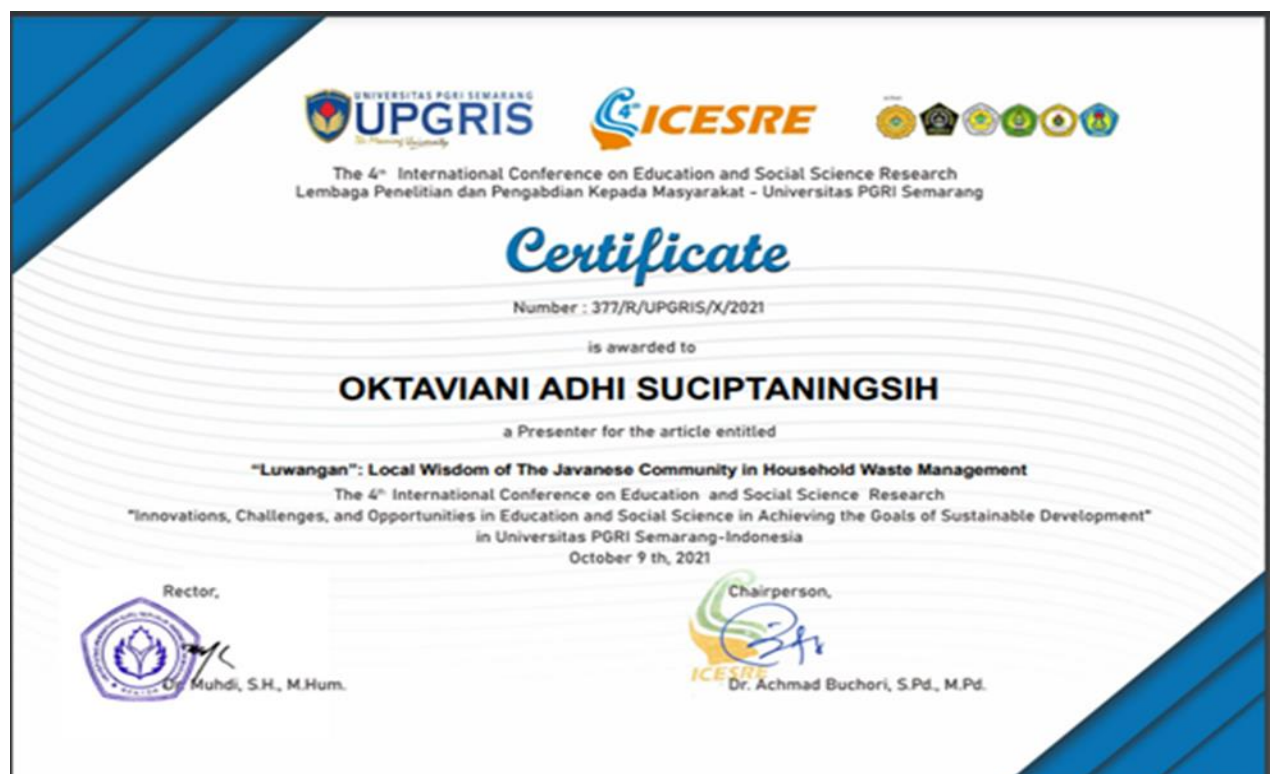 UNIVERSITAS PGRI SEMARANG
UPGRIS
The Meaning University
4th ICESRE
The 4th International Conference on Education and Social Science Research
Lembaga Penelitian dan Pengabdian Kepada Masyarakat - Universitas PGRI Semarang
Certificate
Number : 377/R/UPGRIS/X/2021
is awarded to
OKTAVIANI ADHI SUCIPTANINGSIH
a Presenter for the article entitled
“Luwangan”: Local Wisdom of The Javanese Community in Household Waste Management
The 4th International Conference on Education and Social Science Research
"Innovations, Challenges, and Opportunities in Education and Social Science in Achieving the Goals of Sustainable Development"
in Universitas PGRI Semarang-Indonesia
October 9 th, 2021
Rector,
Dr. Muhdi, S.H., M.Hum.
Chairperson,
ICESRE
Dr. Achmad Buchori, S.Pd., M.Pd.